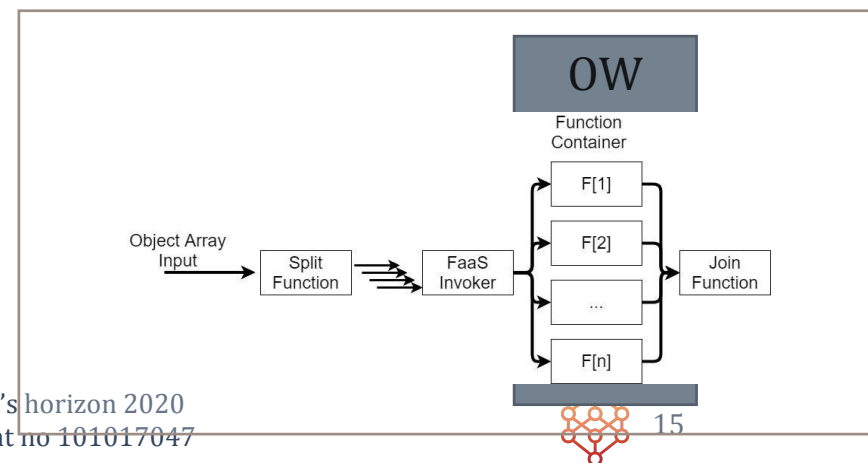 OW
Function
Container
F[1]
Object Array
Input
Split
Function
FaaS
Invoker
F[2]
...
F[n]
Join
Function
's horizon 2020
no 101017047
15